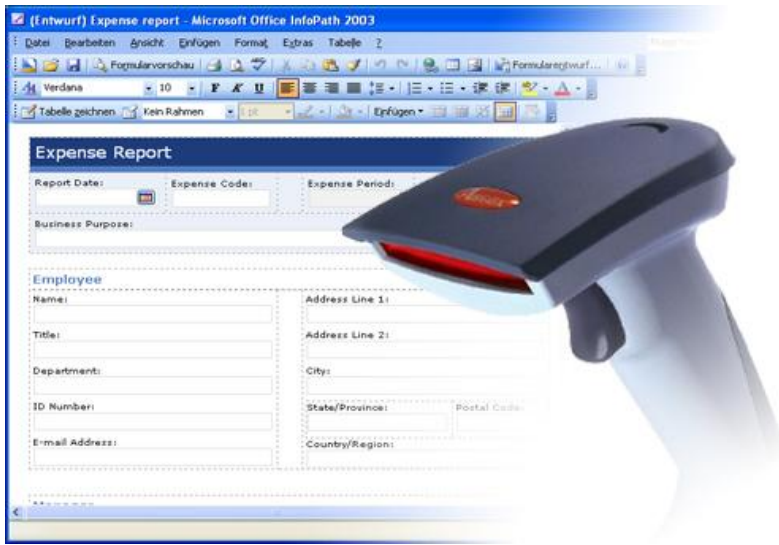 (Entwurf) Expense report - Microsoft Office InfoPath 2003
Datei Bearbeiten Ansicht Einfügen Format Extras Tabelle ?
Formularvorschau Formularentwurf...
Verdana 10 F K U
Tabelle zeichnen Kein Rahmen 1 pt Einfügen
Expense Report
Report Date: Expense Code: Expense Period:
Business Purpose:
Employee
Name: Address Line 1:
Title: Address Line 2:
Department: City:
ID Number: State/Province: Postal Code:
E-mail Address: Country/Region: